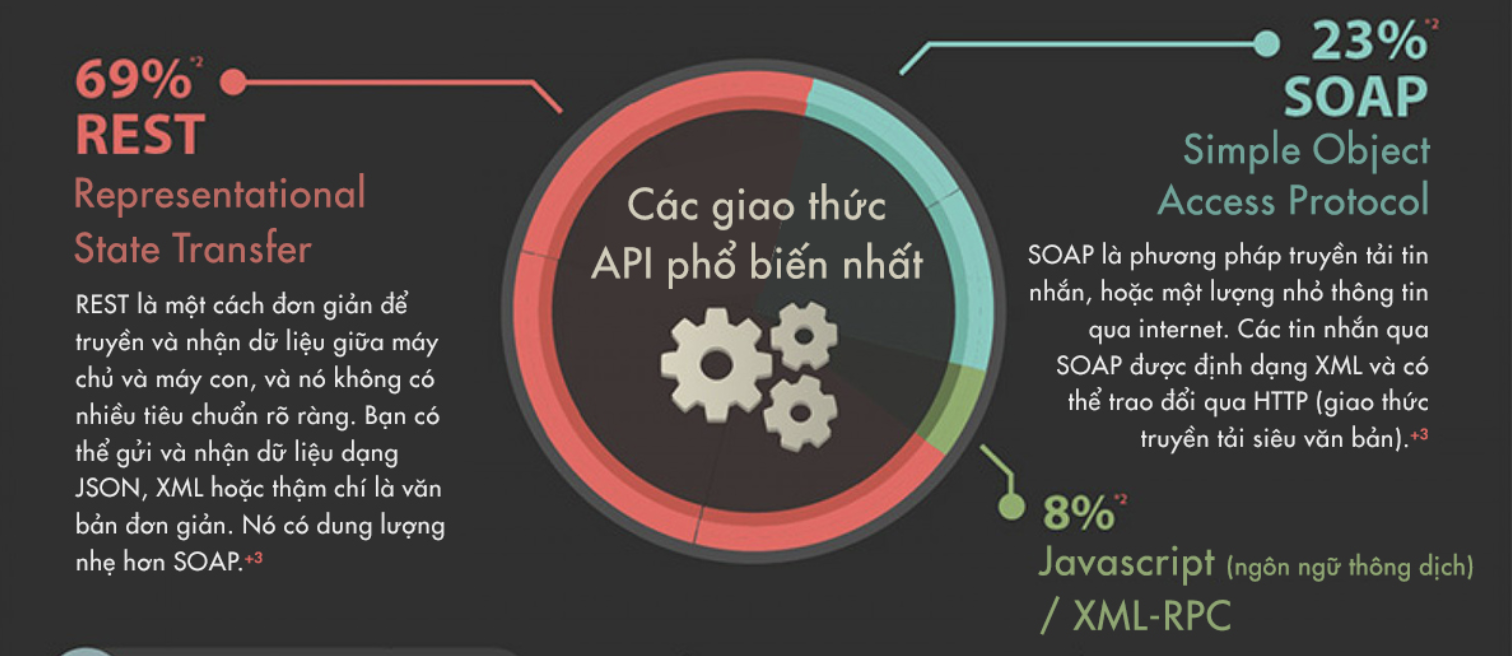 69%*2
REST
Representational
State Transfer
REST là một cách đơn giản để
truyền và nhận dữ liệu giữa máy
chủ và máy con, và nó không có
nhiều tiêu chuẩn rõ ràng. Bạn có
thể gửi và nhận dữ liệu dạng
JSON, XML hoặc thậm chí là văn
bản đơn giản. Nó có dung lượng
nhẹ hơn SOAP.+3
Các giao thức
API phổ biến nhất
23%*2
SOAP
Simple Object
Access Protocol
SOAP là phương pháp truyền tải tin
nhắn, hoặc một lượng nhỏ thông tin
qua internet. Các tin nhắn qua
SOAP được định dạng XML và có
thể trao đổi qua HTTP (giao thức
truyền tải siêu văn bản).+3
8%*2
Javascript (ngôn ngữ thông dịch)
/ XML-RPC